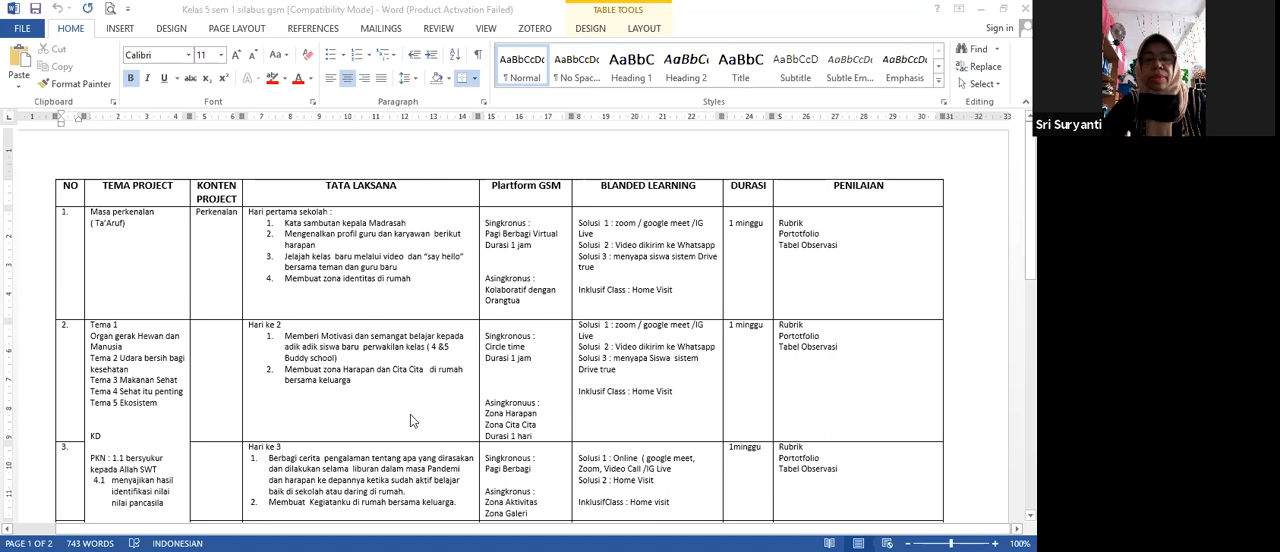 Kelas 5 sem 1 silabus gsm [Compatibility Mode] - Word (Product Activation Failed)
TABLE TOOLS
FILE HOME INSERT DESIGN PAGE LAYOUT REFERENCES MAILINGS REVIEW VIEW ZOTERO DESIGN LAYOUT Sign in
Cut
Copy
Format Painter
Paste
Clipboard
Calibri 11
Font
Paragraph
AaBbCcDc AaBbCcDc AaBbC AaBbCc AaBbC AaBbCcD AaBbCcDc AaBbCcDc
¶ Normal ¶ No Spac... Heading 1 Heading 2 Title Subtitle Subtle Em... Emphasis
Styles
Find
Replace
Select
Editing
Sri Suryanti
NO TEMA PROJECT KONTEN PROJECT TATA LAKSANA Plartform GSM BLANDED LEARNING DURASI PENILAIAN
1.
Masa perkenalan
( Ta'Aruf)
Perkenalan
Hari pertama sekolah :
1. Kata sambutan kepala Madrasah
2. Mengenalkan profil guru dan karyawan berikut
harapan
3. Jelajah kelas baru melalui video dan "say hello"
bersama teman dan guru baru
4. Membuat zona identitas di rumah
Singkronus :
Pagi Berbagi Virtual
Durasi 1 jam
Asingkronus :
Kolaboratif dengan
Orangtua
Solusi 1 : zoom / google meet /IG
Live
Solusi 2 : Video dikirim ke Whatsapp
Solusi 3 : menyapa siswa sistem Drive
true
Inklusif Class : Home Visit
1 minggu
Rubrik
Portotfolio
Tabel Observasi
2.
Tema 1
Organ gerak Hewan dan
Manusia
Tema 2 Udara bersih bagi
kesehatan
Tema 3 Makanan Sehat
Tema 4 Sehat itu penting
Tema 5 Ekosistem
KD
Hari ke 2
1. Memberi Motivasi dan semangat belajar kepada
adik adik siswa baru perwakilan kelas ( 4 &5
Buddy school)
2. Membuat zona Harapan dan Cita Cita di rumah
bersama keluarga
Singkronus :
Circle time
Durasi 1 jam
Asingkronuus :
Zona Harapan
Zona Cita Cita
Durasi 1 hari
Solusi 1 : zoom / google meet /IG
Live
Solusi 2 : Video dikirim ke Whatsapp
Solusi 3 : menyapa Siswa sistem
Drive true
Inklusif Class : Home Visit
1 minggu
Rubrik
Portotfolio
Tabel Observasi
3.
PKN : 1.1 bersyukur
kepada Allah SWT
4.1 menyajikan hasil
identifikasi nilai
nilai pancasila
Hari ke 3
1. Berbagi cerita pengalaman tentang apa yang dirasakan
dan dilakukan selama liburan dalam masa Pandemi
dan harapan ke depannya ketika sudah aktif belajar
baik di sekolah atau daring di rumah.
2. Membuat Kegiatanku di rumah bersama keluarga.
Singkronus :
Pagi Berbagi
Asingkronus :
Zona Aktivitas
Zona Galeri
Solusi 1 : Online ( google meet,
Zoom, Video Call /IG Live
Solusi 2 : Home Visit
InklusifClass : Home visit
1minggu
Rubrik
Portotfolio
Tabel Observasi
PAGE 1 OF 2 743 WORDS INDONESIAN 100%